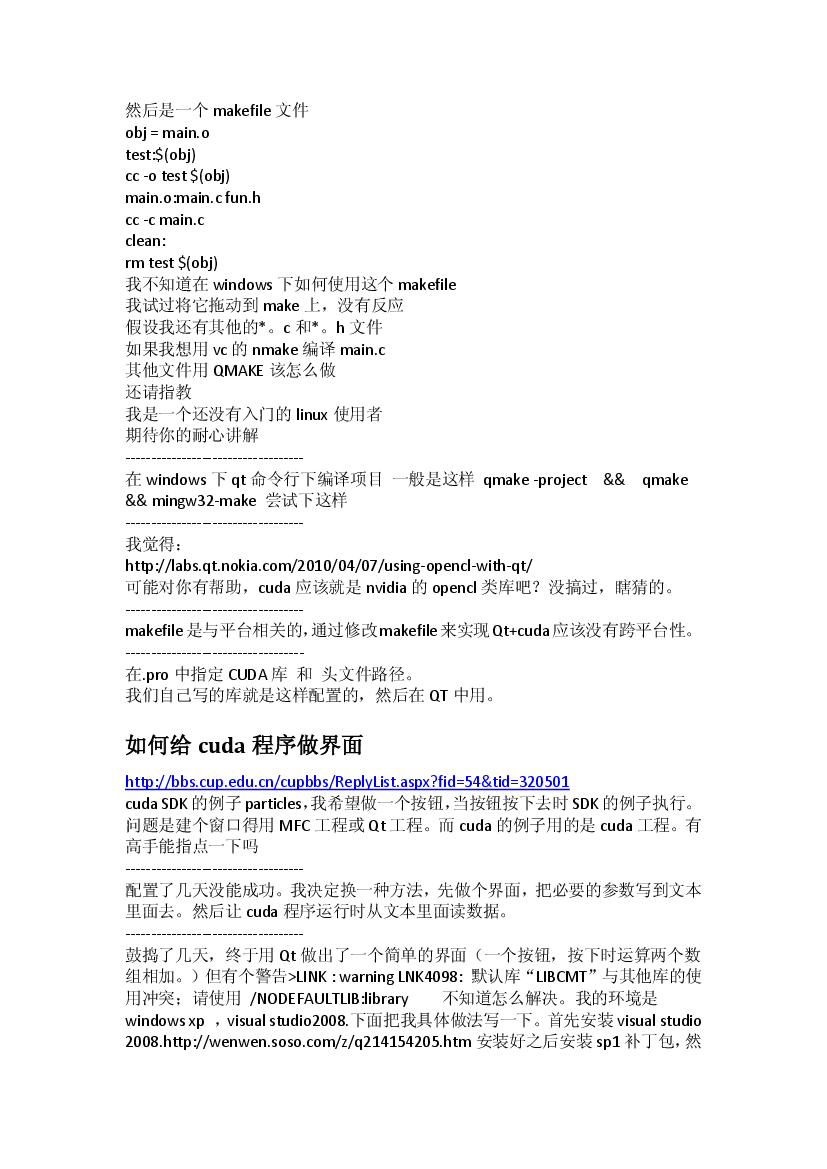 然后是一个 makefile 文件
obj = main.o
test:$(obj)
cc -o test $(obj)
main.o:main.c fun.h
cc -c main.c
clean:
rm test $(obj)
我不知道在 windows 下如何使用这个 makefile
我试过将它拖动到 make 上，没有反应
假设我还有其他的*。c 和*。h 文件
如果我想用 vc 的 nmake 编译 main.c
其他文件用 QMAKE 该怎么做
还请指教
我是一个还没有入门的 linux 使用者
期待你的耐心讲解
----------------------------------
在 windows 下 qt 命令行下编译项目 一般是这样 qmake -project && qmake
&& mingw32-make 尝试下这样
----------------------------------
我觉得：
http://labs.qt.nokia.com/2010/04/07/using-opencl-with-qt/
可能对你有帮助，cuda 应该就是 nvidia 的 opencl 类库吧？没搞过，瞎猜的。
----------------------------------
makefile 是与平台相关的，通过修改 makefile 来实现 Qt+cuda 应该没有跨平台性。
----------------------------------
在.pro 中指定 CUDA 库 和 头文件路径。
我们自己写的库就是这样配置的，然后在 QT 中用。
如何给 cuda 程序做界面
http://bbs.cup.edu.cn/cupbbs/ReplyList.aspx?fid=54&tid=320501
cuda SDK 的例子 particles，我希望做一个按钮，当按钮按下去时 SDK 的例子执行。
问题是建个窗口得用 MFC 工程或 Qt 工程。而 cuda 的例子用的是 cuda 工程。有
高手能指点一下吗
----------------------------------
配置了几天没能成功。我决定换一种方法，先做个界面，把必要的参数写到文本
里面去。然后让 cuda 程序运行时从文本里面读数据。
----------------------------------
鼓捣了几天，终于用 Qt 做出了一个简单的界面（一个按钮，按下时运算两个数
组相加。）但有个警告>LINK : warning LNK4098: 默认库“LIBCMT”与其他库的使
用冲突；请使用 /NODEFAULTLIB:library 不知道怎么解决。我的环境是
windows xp ，visual studio2008.下面把我具体做法写一下。首先安装 visual studio
2008.http://wenwen.soso.com/z/q214154205.htm 安装好之后安装 sp1 补丁包，然